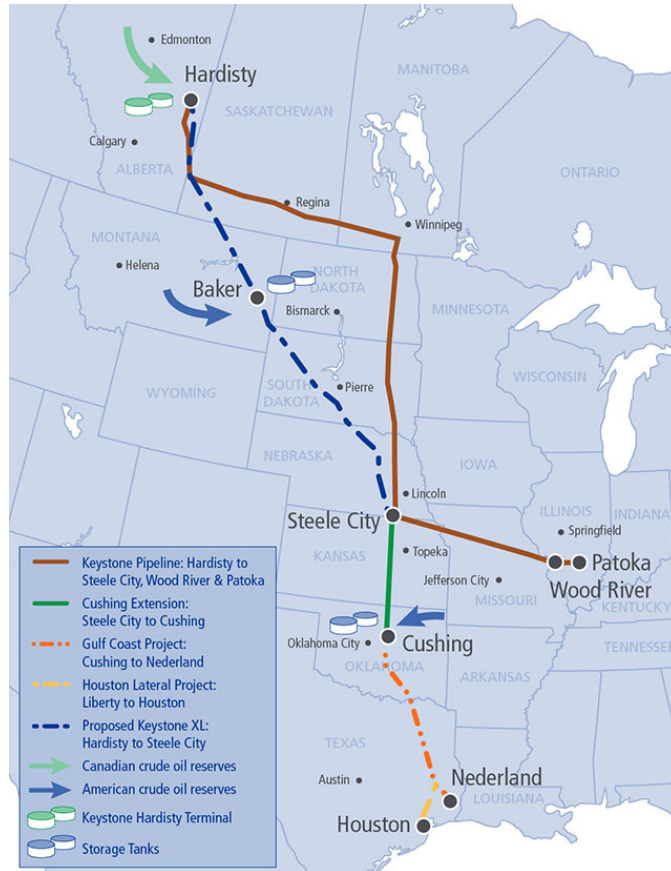 Edmonton
Hardisty
MANITOBA
SASKATCHEWAN
Calgary
ALBERTA
ONTARIO
Regina
Winnipeg
MONTANA
Helena
NORTH
DAKOTA
Baker
Bismarck
MINNESOTA
WISCONSIN
WYOMING
SOUTH
DAKOTA
Pierre
NEBRASKA
IOWA
Lincoln
Steele City
ILLINOIS
INDIANA
Springfield
KANSAS
Topeka
Patoka
Wood River
Jefferson City
MISSOURI
KENTUCKY
Oklahoma City
Cushing
OKLAHOMA
TENNESSEE
ARKANSAS
TEXAS
Austin
Nederland
LOUISIANA
Houston
Keystone Pipeline: Hardisty to
Steele City, Wood River & Patoka
Cushing Extension:
Steele City to Cushing
Gulf Coast Project:
Cushing to Nederland
Houston Lateral Project:
Liberty to Houston
Proposed Keystone XL:
Hardisty to Steele City
Canadian crude oil reserves
American crude oil reserves
Keystone Hardisty Terminal
Storage Tanks